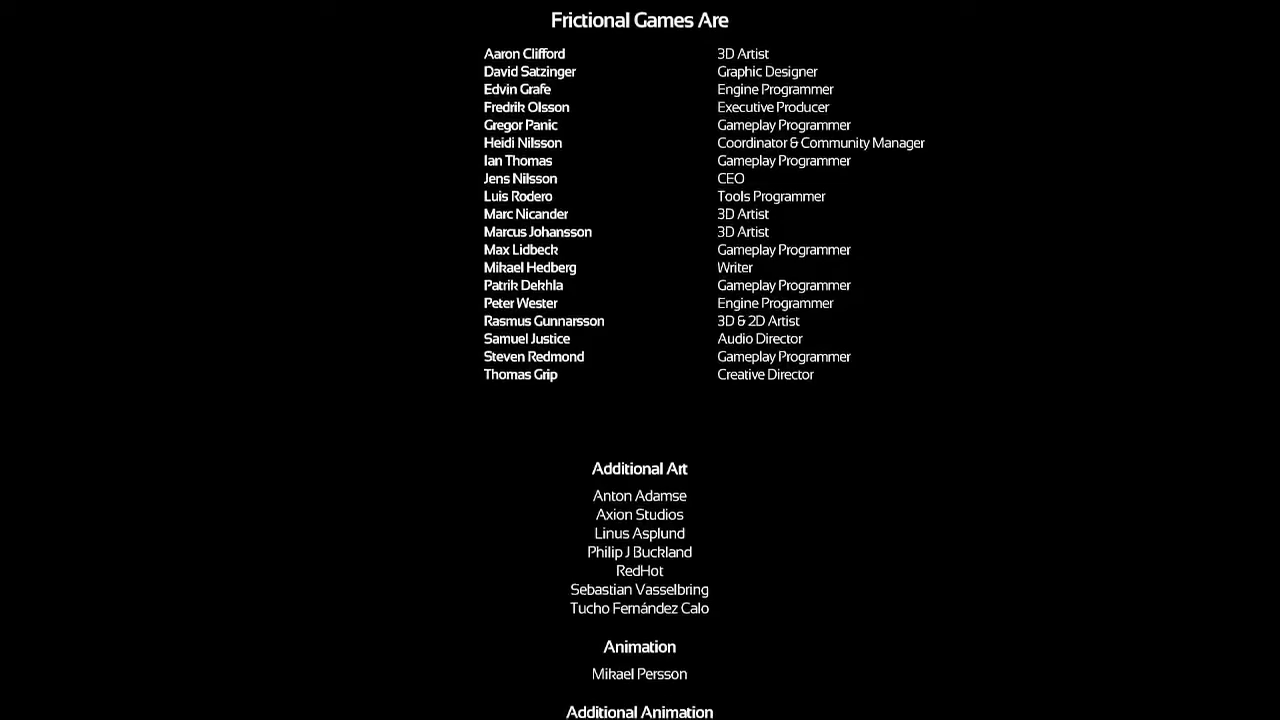 Frictional Games Are
Aaron Clifford 3D Artist
David Satzinger Graphic Designer
Edvin Grafe Engine Programmer
Fredrik Olsson Executive Producer
Gregor Panic Gameplay Programmer
Heidi Nilsson Coordinator & Community Manager
Ian Thomas Gameplay Programmer
Jens Nilsson CEO
Luis Rodero Tools Programmer
Marc Nicander 3D Artist
Marcus Johansson 3D Artist
Max Lidbeck Gameplay Programmer
Mikael Hedberg Writer
Patrik Dekhla Gameplay Programmer
Peter Wester Engine Programmer
Rasmus Gunnarsson 3D & 2D Artist
Samuel Justice Audio Director
Steven Redmond Gameplay Programmer
Thomas Grip Creative Director
Additional Art
Anton Adamse
Axion Studios
Linus Asplund
Philip J Buckland
RedHot
Sebastian Vasselbring
Tucho Fernández Calo
Animation
Mikael Persson
Additional Animation